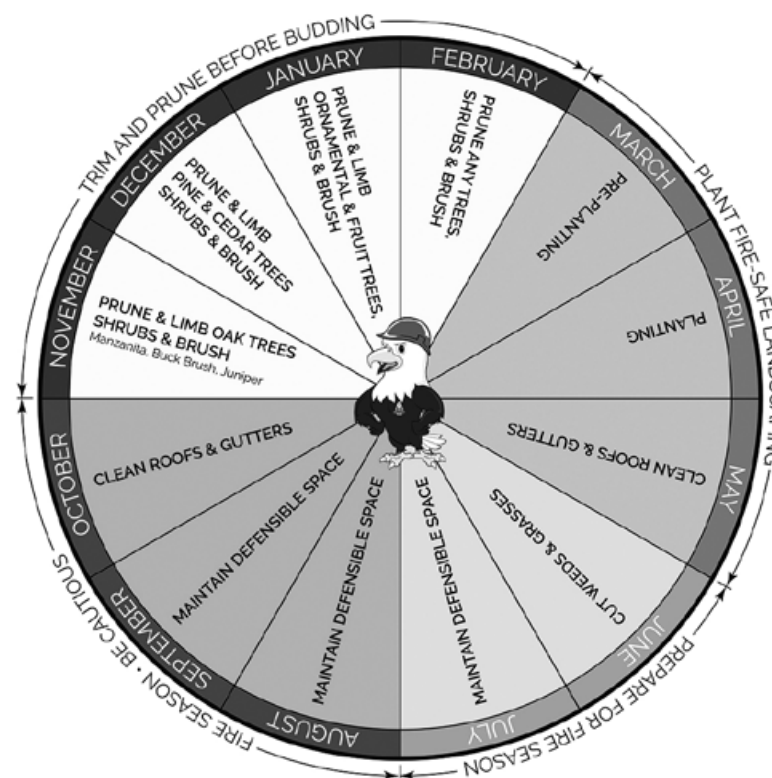 TRIM AND PRUNE BEFORE BUDDING
NOVEMBER
PRUNE & LIMB OAK TREES
SHRUBS & BRUSH
Manzanita, Buck Brush, Juniper
DECEMBER
PRUNE & LIMB
PINE & CEDAR TREES
SHRUBS & BRUSH
JANUARY
PRUNE & LIMB
ORNAMENTAL & FRUIT TREES,
SHRUBS & BRUSH
FEBRUARY
PRUNE ANY TREES,
SHRUBS & BRUSH
PLANT FIRE-SAFE LANDSCAPING
MARCH
PRE-PLANTING
APRIL
PLANTING
MAY
CLEAN ROOFS & GUTTERS
PREPARE FOR FIRE SEASON
JUNE
CUT WEEDS & GRASSES
JULY
MAINTAIN DEFENSIBLE SPACE
FIRE SEASON • BE CAUTIOUS
AUGUST
MAINTAIN DEFENSIBLE SPACE
SEPTEMBER
MAINTAIN DEFENSIBLE SPACE
OCTOBER
CLEAN ROOFS & GUTTERS